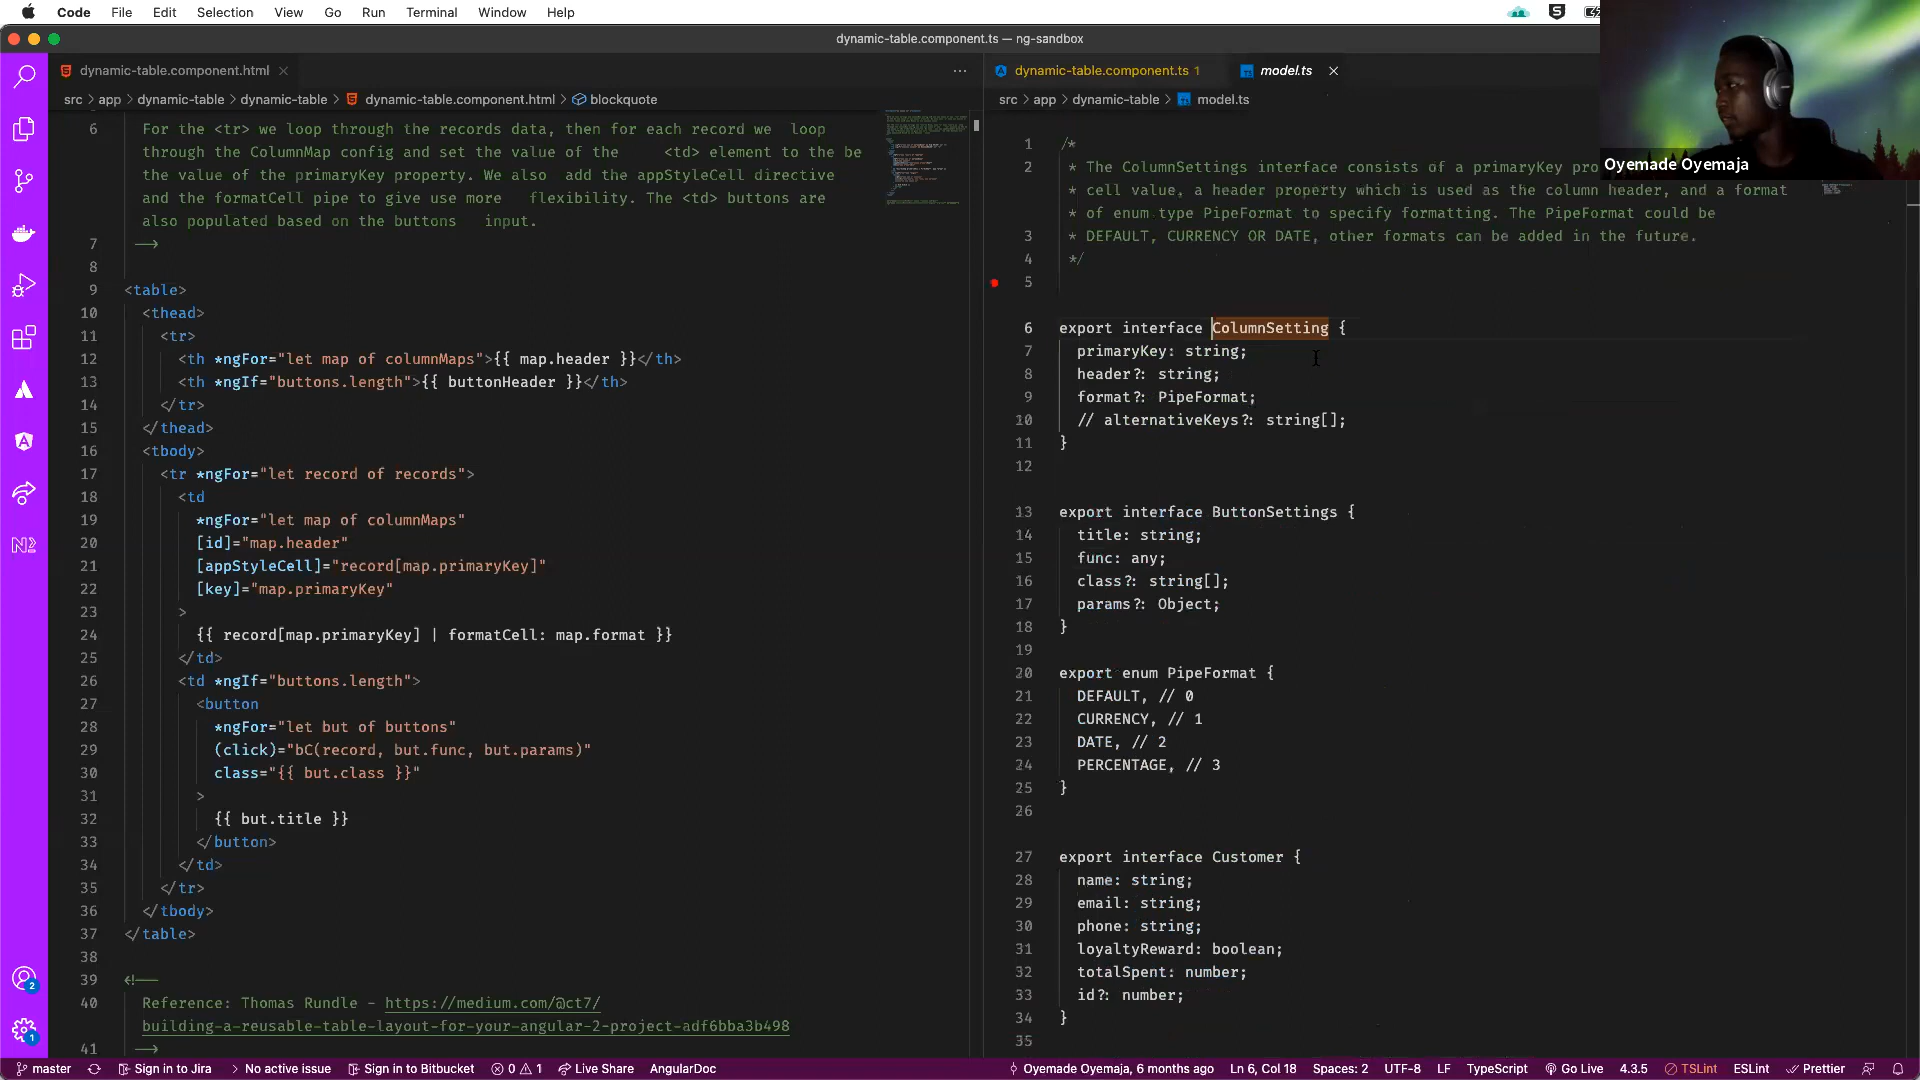 Code File Edit Selection View Go Run Terminal Window Help
dynamic-table.component.ts — ng-sandbox
dynamic-table.component.html
src > app > dynamic-table > dynamic-table > dynamic-table.component.html > blockquote
6 For the <tr> we loop through the records data, then for each record we loop
through the ColumnMap config and set the value of the <td> element to the be
the value of the primaryKey property. We also add the appStyleCell directive
and the formatCell pipe to give use more flexibility. The <td> buttons are
also populated based on the buttons input.
7 -->
8
9 <table>
10 <thead>
11 <tr>
12 <th *ngFor="let map of columnMaps">{{ map.header }}</th>
13 <th *ngIf="buttons.length">{{ buttonHeader }}</th>
14 </tr>
15 </thead>
16 <tbody>
17 <tr *ngFor="let record of records">
18 <td
19 *ngFor="let map of columnMaps"
20 [id]="map.header"
21 [appStyleCell]="record[map.primaryKey]"
22 [key]="map.primaryKey"
23 >
24 {{ record[map.primaryKey] | formatCell: map.format }}
25 </td>
26 <td *ngIf="buttons.length">
27 <button
28 *ngFor="let but of buttons"
29 (click)="bC(record, but.func, but.params)"
30 class="{{ but.class }}"
31 >
32 {{ but.title }}
33 </button>
34 </td>
35 </tr>
36 </tbody>
37 </table>
38
39 <!--
40 Reference: Thomas Rundle - https://medium.com/@ct7/
building-a-reusable-table-layout-for-your-angular-2-project-adf6bba3b498
41 -->
dynamic-table.component.ts 1 model.ts
src > app > dynamic-table > model.ts
1 /*
2 * The ColumnSettings interface consists of a primaryKey
* cell value, a header property which is used as the column header, and a format
* of enum type PipeFormat to specify formatting. The PipeFormat could be
3 * DEFAULT, CURRENCY OR DATE, other formats can be added in the future.
4 */
5
6 export interface ColumnSetting {
7 primaryKey: string;
8 header?: string;
9 format?: PipeFormat;
10 // alternativeKeys?: string[];
11 }
12
13 export interface ButtonSettings {
14 title: string;
15 func: any;
16 class?: string[];
17 params?: Object;
18 }
19
20 export enum PipeFormat {
21 DEFAULT, // 0
22 CURRENCY, // 1
23 DATE, // 2
24 PERCENTAGE, // 3
25 }
26
27 export interface Customer {
28 name: string;
29 email: string;
30 phone: string;
31 loyaltyReward: boolean;
32 totalSpent: number;
33 id?: number;
34 }
35
Oyemade Oyemaja
2
1
master Sign in to Jira No active issue Sign in to Bitbucket 0 1 Live Share AngularDoc
Oyemade Oyemaja, 6 months ago Ln 6, Col 18 Spaces: 2 UTF-8 LF TypeScript Go Live 4.3.5 TSLint ESLint Prettier